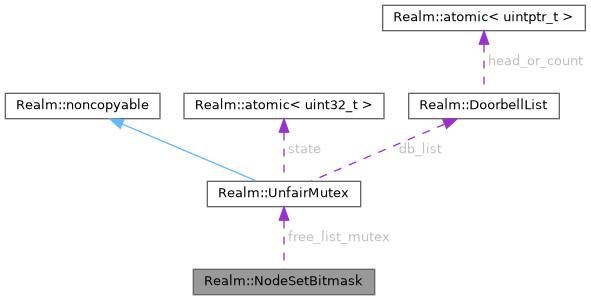 Realm::atomic< uintptr_t >
head_or_count
Realm::noncopyable
Realm::atomic< uint32_t >
Realm::DoorbellList
state
db_list
Realm::UnfairMutex
free_list_mutex
Realm::NodeSetBitmask